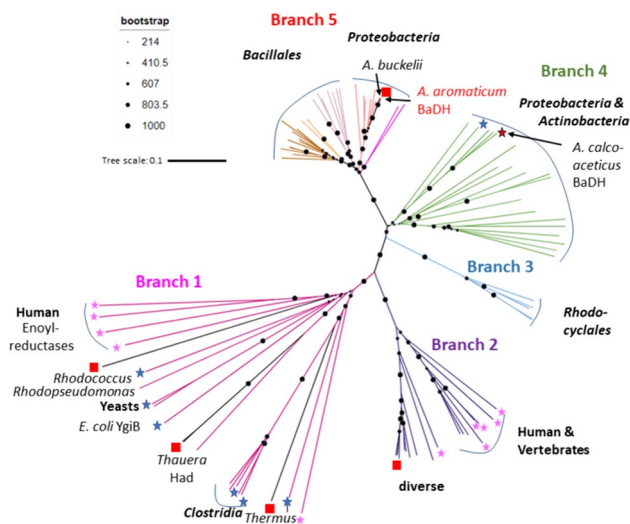 bootstrap
214
410.5
607
803.5
1000
Tree scale: 0.1
Branch 5
Proteobacteria
Bacillales
A. buckelii
A. aromaticum
BaDH
Branch 4
Proteobacteria &
Actinobacteria
A. calco-
aceticus
BaDH
Branch 3
Rhodo-
cyclales
Branch 1
Human
Enoyl-
reductases
Rhodococcus
Rhodopseudomonas
Yeasts
E. coli YgiB
Thauera
Had
Clostridia
Thermus
Branch 2
Human &
Vertebrates
diverse